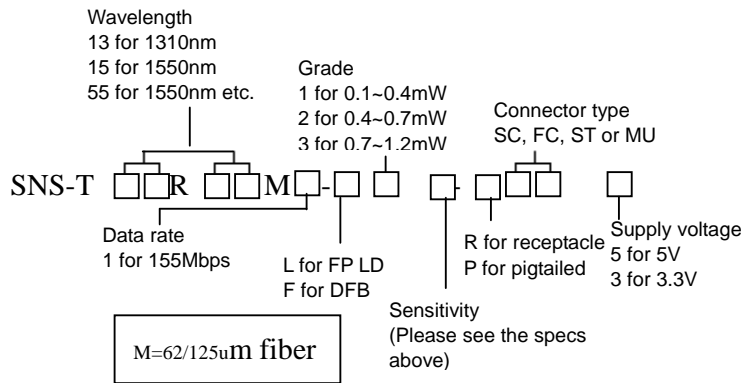 Wavelength
13 for 1310nm
15 for 1550nm
55 for 1550nm etc.
Grade
1 for 0.1~0.4mW
2 for 0.4~0.7mW
3 for 0.7~1.2mW
Connector type
SC, FC, ST or MU
SNS-T □□R □□M□-□ □ □-□□□ □
Data rate
1 for 155Mbps
L for FP LD
F for DFB
Sensitivity
(Please see the specs
above)
R for receptacle
P for pigtailed
Supply voltage
5 for 5V
3 for 3.3V
M=62/125um fiber